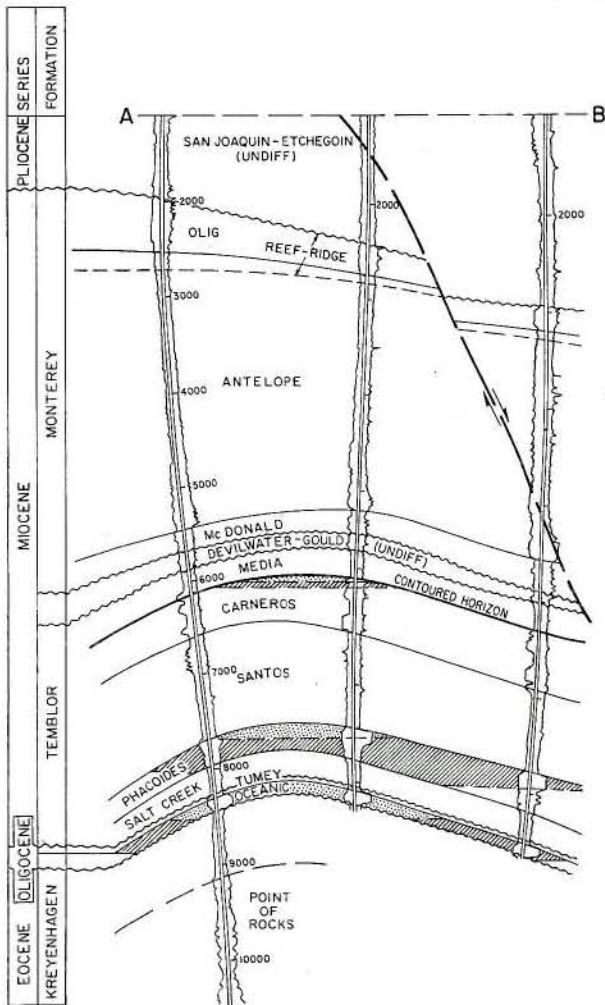 SERIES
FORMATION
PLIOCENE
MIOCENE
OLIGOCENE
EOCENE
MONTEREY
TEMBLOR
KREYENHAGEN
A
B
SAN JOAQUIN-ETCHEGOIN
(UNDIFF)
2000
2000
2000
OLIG
REEF-RIDGE
3000
ANTELOPE
4000
5000
McDONALD
DEVILWATER-GOULD (UNDIFF)
MEDIA
6000
CONTOURED HORIZON
CARNEROS
7000
SANTOS
PHACOIDES
8000
SALT CREEK
TUMEY
OCEANIC
9000
POINT
OF
ROCKS
10000